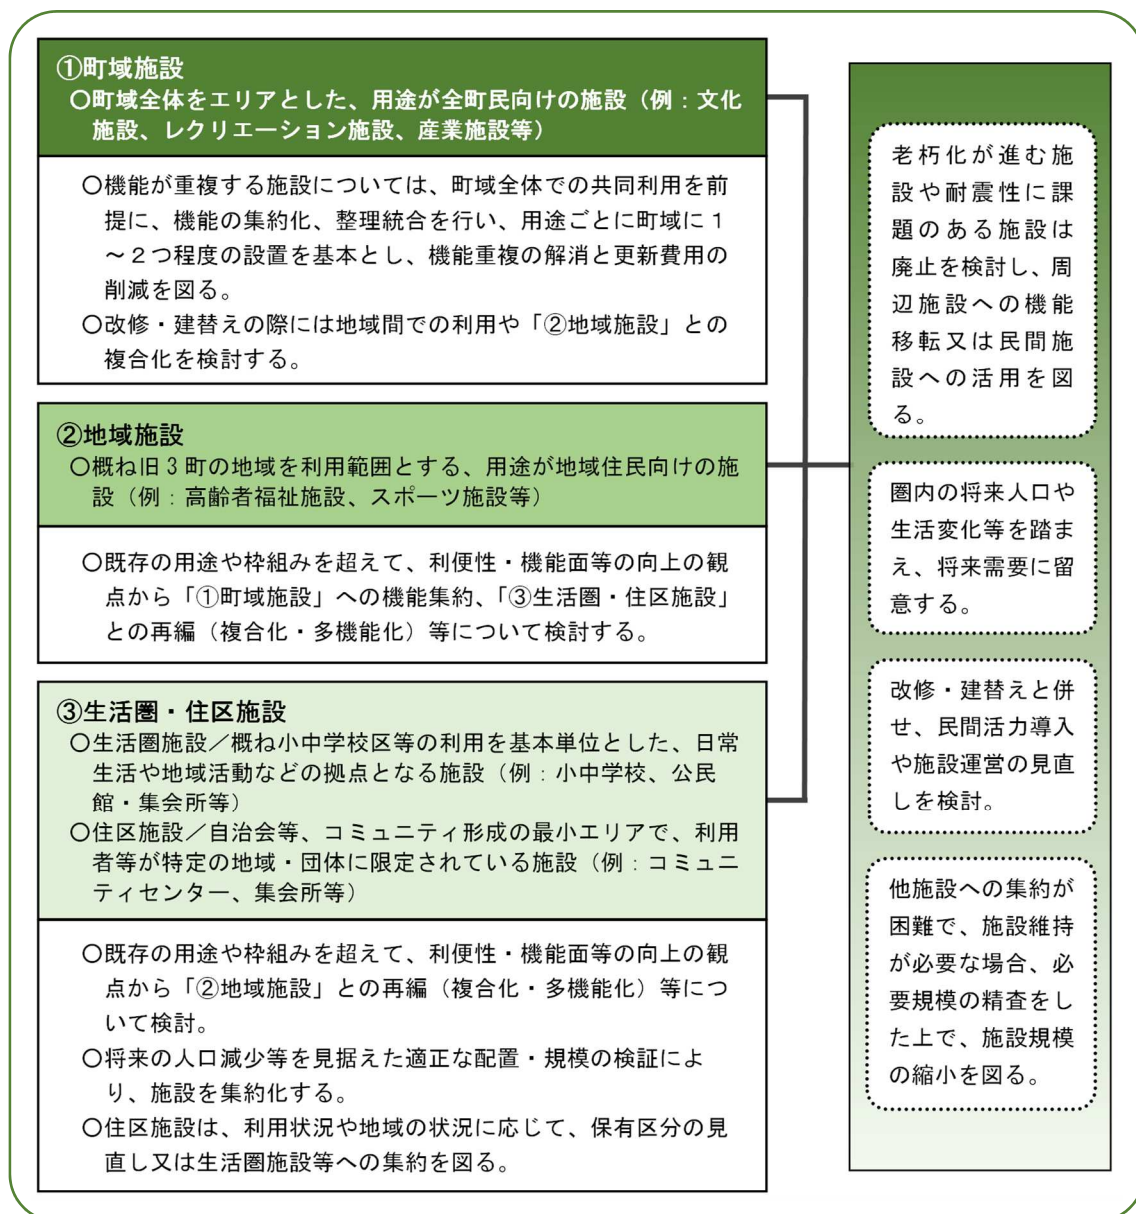 ①町域施設
○町域全体をエリアとした、用途が全町民向けの施設（例：文化
施設、レクリエーション施設、産業施設等）
○機能が重複する施設については、町域全体での共同利用を前
提に、機能の集約化、整理統合を行い、用途ごとに町域に１
～２つ程度の設置を基本とし、機能重複の解消と更新費用の
削減を図る。
○改修・建替えの際には地域間での利用や「②地域施設」との
複合化を検討する。
②地域施設
○概ね旧３町の地域を利用範囲とする、用途が地域住民向けの施
設（例：高齢者福祉施設、スポーツ施設等）
○既存の用途や枠組みを超えて、利便性・機能面等の向上の観
点から「①町域施設」への機能集約、「③生活圏・住区施設」
との再編（複合化・多機能化）等について検討する。
③生活圏・住区施設
○生活圏施設／概ね小中学校区等の利用を基本単位とした、日常
生活や地域活動などの拠点となる施設（例：小中学校、公民
館・集会所等）
○住区施設／自治会等、コミュニティ形成の最小エリアで、利用
者等が特定の地域・団体に限定されている施設（例：コミュニ
ティセンター、集会所等）
○既存の用途や枠組みを超えて、利便性・機能面等の向上の観
点から「②地域施設」との再編（複合化・多機能化）等につ
いて検討。
○将来の人口減少等を見据えた適正な配置・規模の検証によ
り、施設を集約化する。
○住区施設は、利用状況や地域の状況に応じて、保有区分の見
直し又は生活圏施設等への集約を図る。
老朽化が進む施
設や耐震性に課
題のある施設は
廃止を検討し、周
辺施設への機能
移転又は民間施
設への活用を図
る。
圏内の将来人口や
生活変化等を踏ま
え、将来需要に留
意する。
改修・建替えと併
せ、民間活力導入
や施設運営の見直
しを検討。
他施設への集約が
困難で、施設維持
が必要な場合、必
要規模の精査をし
た上で、施設規模
の縮小を図る。